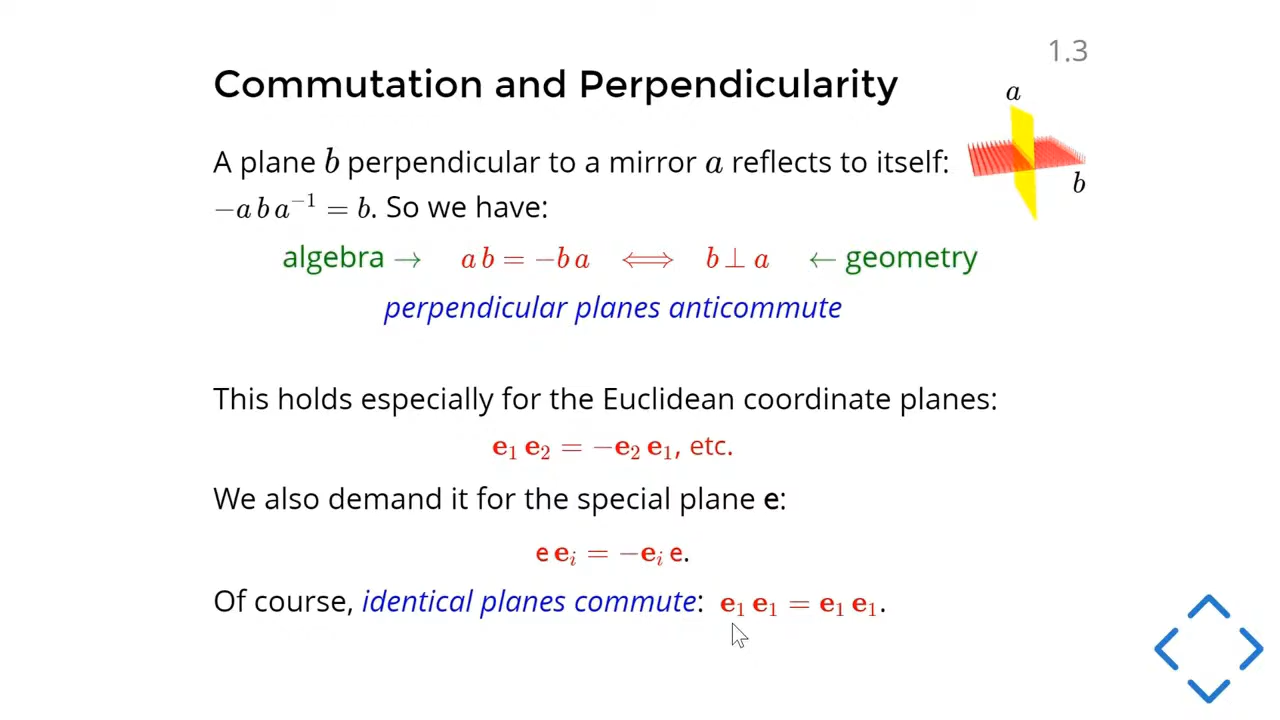 1.3
Commutation and Perpendicularity
a
A plane b perpendicular to a mirror a reflects to itself:
b
−a b a⁻¹ = b. So we have:
algebra → a b = −b a ⟺ b ⊥ a ← geometry
perpendicular planes anticommute
This holds especially for the Euclidean coordinate planes:
e₁ e₂ = −e₂ e₁, etc.
We also demand it for the special plane e:
e eᵢ = −eᵢ e.
Of course, identical planes commute: e₁ e₁ = e₁ e₁.